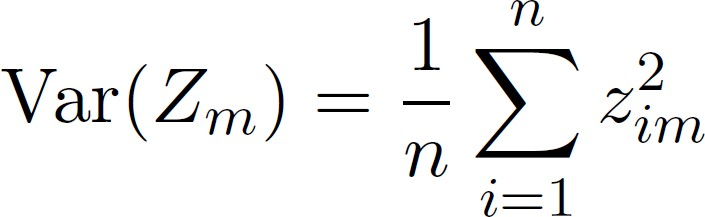 Var(Z_m) = \frac{1}{n} \sum_{i=1}^{n} z_{im}^2